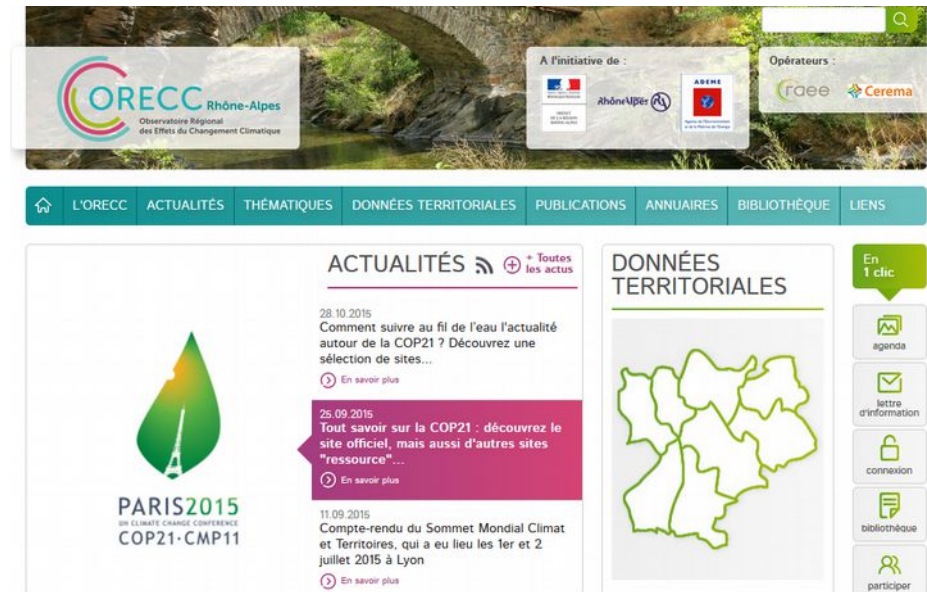 ORECC Rhône-Alpes
Observatoire Régional
des Effets du Changement Climatique
A l'initiative de :
RhôneAlpes
ADEME
Opérateurs :
raee
Cerema
L'ORECC
ACTUALITÉS
THÉMATIQUES
DONNÉES TERRITORIALES
PUBLICATIONS
ANNUAIRES
BIBLIOTHÈQUE
LIENS
PARIS2015
UN CLIMATE CHANGE CONFERENCE
COP21·CMP11
ACTUALITÉS
+ Toutes
les actus
28.10.2015
Comment suivre au fil de l'eau l'actualité
autour de la COP21 ? Découvrez une
sélection de sites...
En savoir plus
25.09.2015
Tout savoir sur la COP21 : découvrez le
site officiel, mais aussi d'autres sites
"ressource"...
En savoir plus
11.09.2015
Compte-rendu du Sommet Mondial Climat
et Territoires, qui a eu lieu les 1er et 2
juillet 2015 à Lyon
En savoir plus
DONNÉES
TERRITORIALES
En
1 clic
agenda
lettre
d'information
connexion
bibliothèque
participer